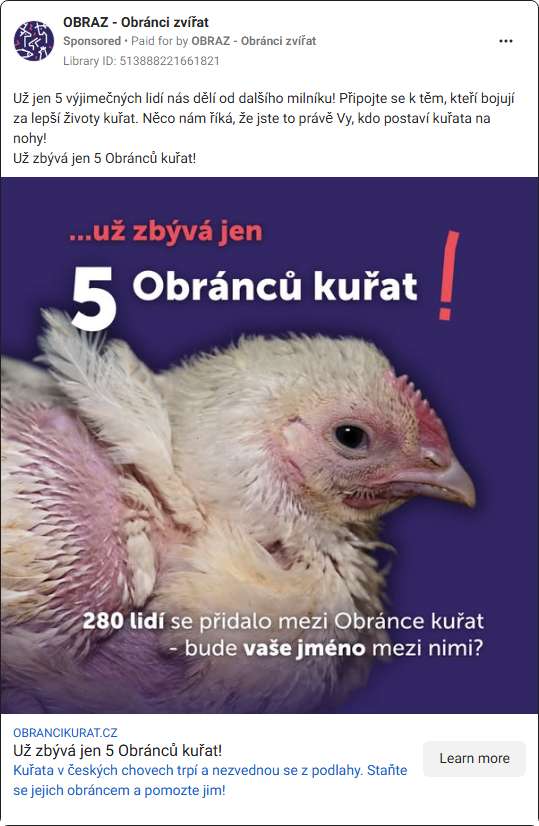 OBRAZ - Obránci zvířat
Sponsored • Paid for by OBRAZ - Obránci zvířat
Library ID: 513888221661821
Už jen 5 výjimečných lidí nás dělí od dalšího milníku! Připojte se k těm, kteří bojují
za lepší životy kuřat. Něco nám říká, že jste to právě Vy, kdo postaví kuřata na
nohy!
Už zbývá jen 5 Obránců kuřat!
...už zbývá jen
5 Obránců kuřat !
280 lidí se přidalo mezi Obránce kuřat
- bude vaše jméno mezi nimi?
OBRANCIKURAT.CZ
Už zbývá jen 5 Obránců kuřat!
Kuřata v českých chovech trpí a nezvednou se z podlahy. Staňte
se jejich obráncem a pomozte jim!
Learn more